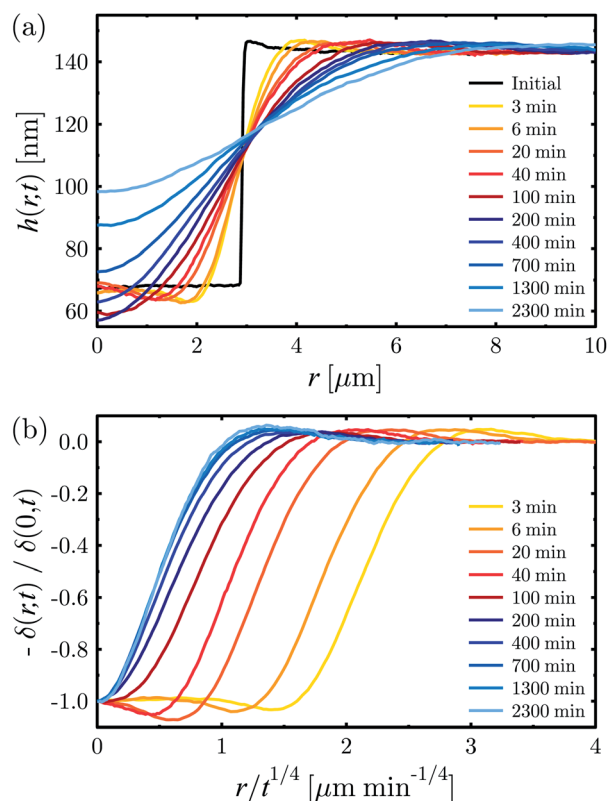 (a)
h(r,t) [nm]
140
120
100
80
60
Initial
3 min
6 min
20 min
40 min
100 min
200 min
400 min
700 min
1300 min
2300 min
0 2 4 6 8 10
r [μm]
(b)
- δ(r,t) / δ(0,t)
0.0
-0.2
-0.4
-0.6
-0.8
-1.0
3 min
6 min
20 min
40 min
100 min
200 min
400 min
700 min
1300 min
2300 min
0 1 2 3 4
r/t^{1/4} [μm min^{-1/4}]